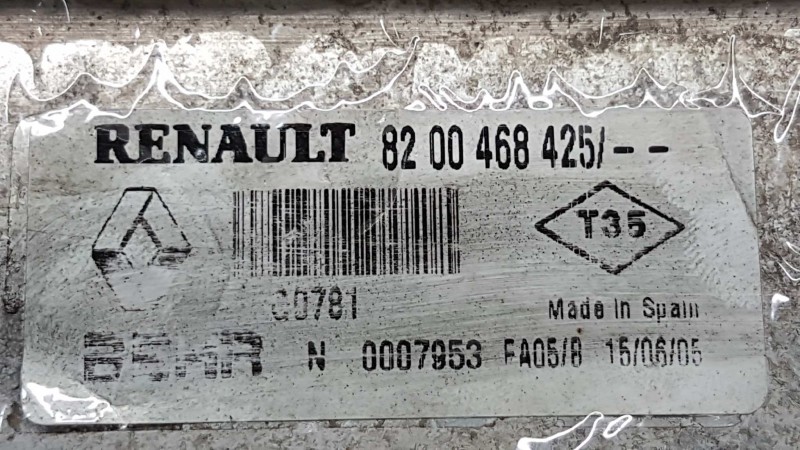 RENAULT 82 00 468 425/--
T35
C0781
Made In Spain
BEHR N 0007953 FA05/8 15/06/05